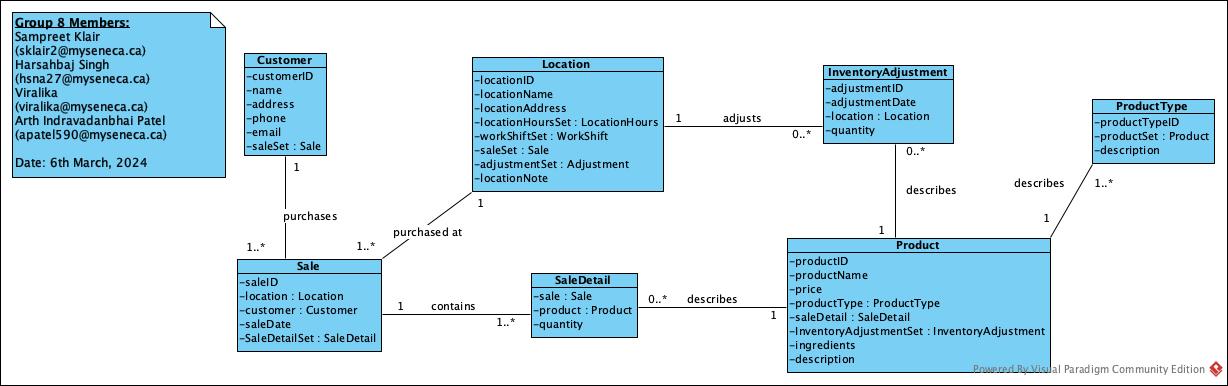 Group 8 Members:
Sampreet Klair
(sklair2@myseneca.ca)
Harsahbaj Singh
(hsna27@myseneca.ca)
Viralika
(viralika@myseneca.ca)
Arth Indravadanbhai Patel
(apatel590@myseneca.ca)
Date: 6th March, 2024
Customer
-customerID
-name
-address
-phone
-email
-saleSet : Sale
Location
-locationID
-locationName
-locationAddress
-locationHoursSet : LocationHours
-workShiftSet : WorkShift
-saleSet : Sale
-adjustmentSet : Adjustment
-locationNote
InventoryAdjustment
-adjustmentID
-adjustmentDate
-location : Location
-quantity
ProductType
-productTypeID
-productSet : Product
-description
1
adjusts
0..*
1
purchases
1..*
1
purchased at
1..*
0..*
describes
1
1..*
describes
1
Sale
-saleID
-location : Location
-customer : Customer
-saleDate
-SaleDetailSet : SaleDetail
1
contains
1..*
SaleDetail
-sale : Sale
-product : Product
-quantity
0..*
describes
1
Product
-productID
-productName
-price
-productType : ProductType
-saleDetail : SaleDetail
-InventoryAdjustmentSet : InventoryAdjustment
-ingredients
-description
Powered By Visual Paradigm Community Edition